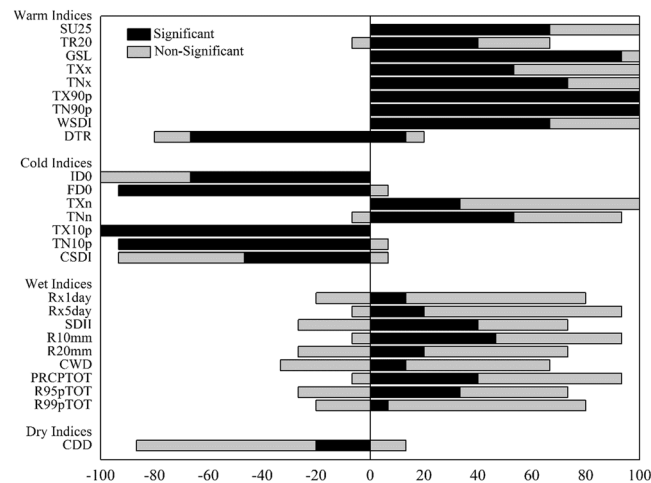 Warm Indices
SU25
TR20
GSL
TXx
TNx
TX90p
TN90p
WSDI
DTR
Significant
Non-Significant
Cold Indices
ID0
FD0
TXn
TNn
TX10p
TN10p
CSDI
Wet Indices
Rx1day
Rx5day
SDII
R10mm
R20mm
CWD
PRCPTOT
R95pTOT
R99pTOT
Dry Indices
CDD
-100 -80 -60 -40 -20 0 20 40 60 80 100